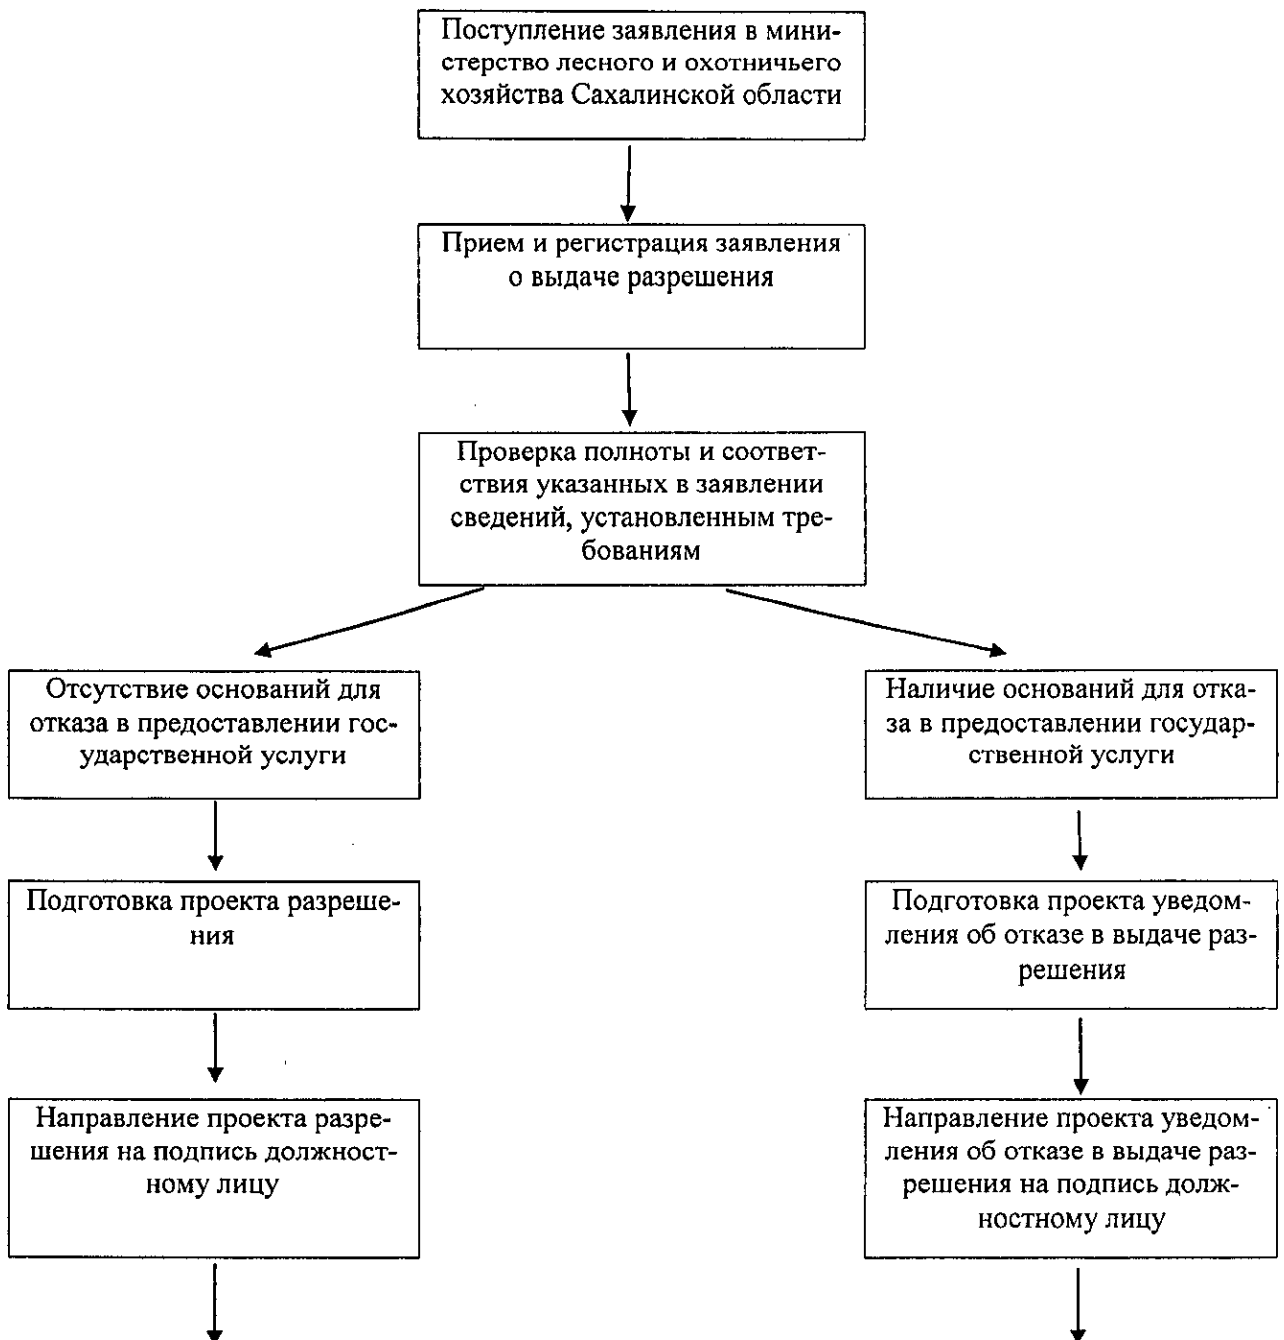 Поступление заявления в мини-
стерство лесного и охотничьего
хозяйства Сахалинской области
Прием и регистрация заявления
о выдаче разрешения
Проверка полноты и соответ-
ствия указанных в заявлении
сведений, установленным тре-
бованиям
Отсутствие оснований для
отказа в предоставлении гос-
ударственной услуги
Наличие оснований для отка-
за в предоставлении государ-
ственной услуги
Подготовка проекта разреше-
ния
Подготовка проекта уведом-
ления об отказе в выдаче раз-
решения
Направление проекта разре-
шения на подпись должност-
ному лицу
Направление проекта уведом-
ления об отказе в выдаче раз-
решения на подпись долж-
ностному лицу